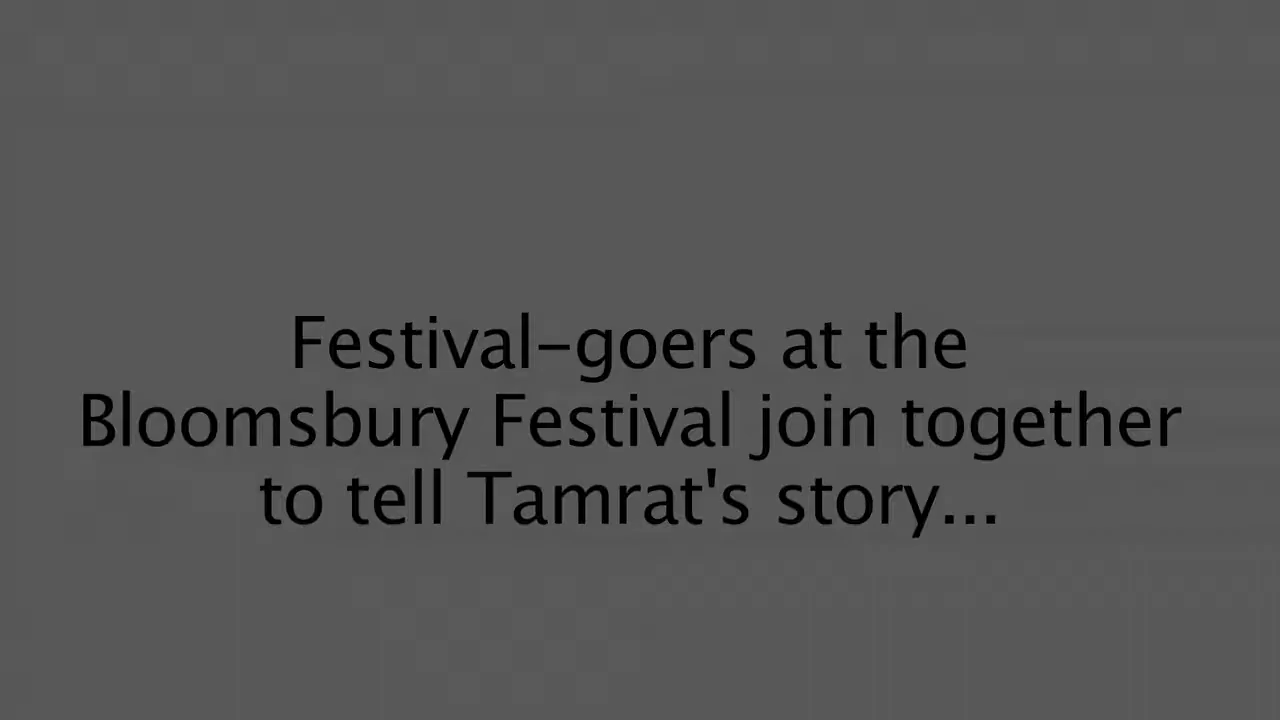 Festival-goers at the
Bloomsbury Festival join together
to tell Tamrat's story...